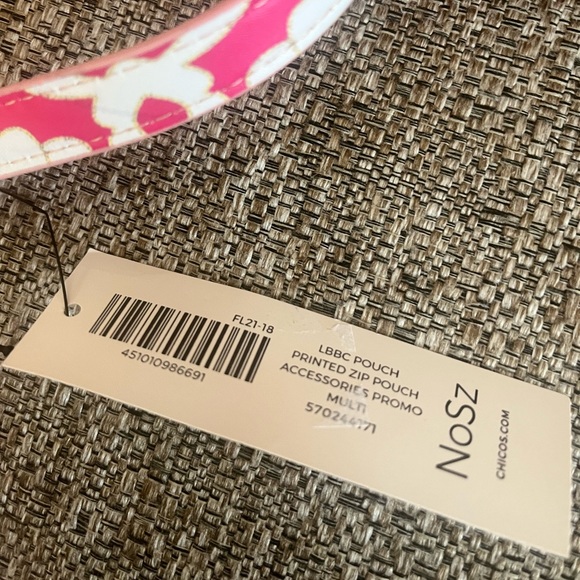 FL21-18
451010986691
LBBC POUCH
PRINTED ZIP POUCH
ACCESSORIES PROMO
MULTI
570244171
NoSz
CHICOS.COM